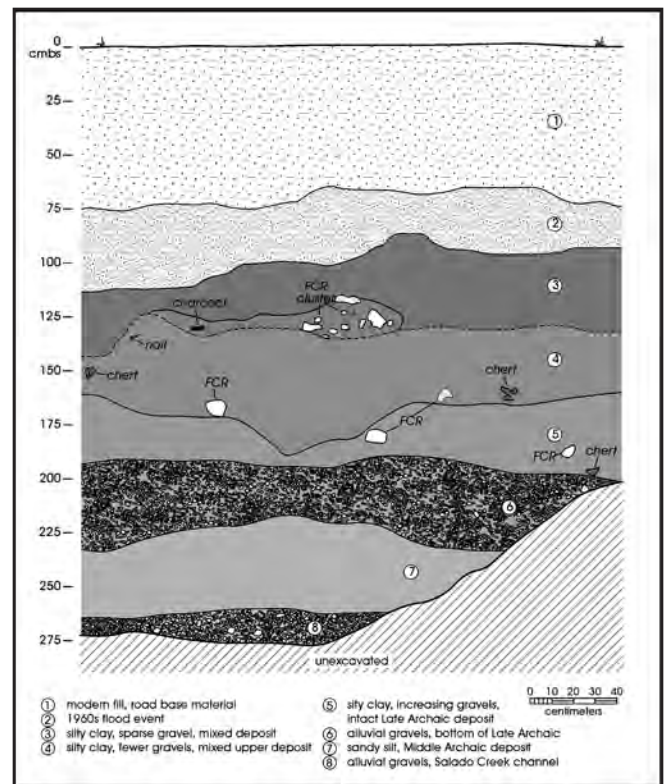 0
cmbs
25
①
50
75
②
100
③
FCR
cluster
charcoal
125
nail
150
④
chert
chert
FCR
FCR
175
⑤
FCR
chert
200
⑥
225
⑦
250
⑧
275
unexcavated
① modern fill, road base material
② 1960s flood event
③ silty clay, sparse gravel, mixed deposit
④ silty clay, fewer gravels, mixed upper deposit
⑤ silty clay, increasing gravels,
intact Late Archaic deposit
⑥ alluvial gravels, bottom of Late Archaic
⑦ sandy silt, Middle Archaic deposit
⑧ alluvial gravels, Salado Creek channel
0 10 20 30 40
centimeters